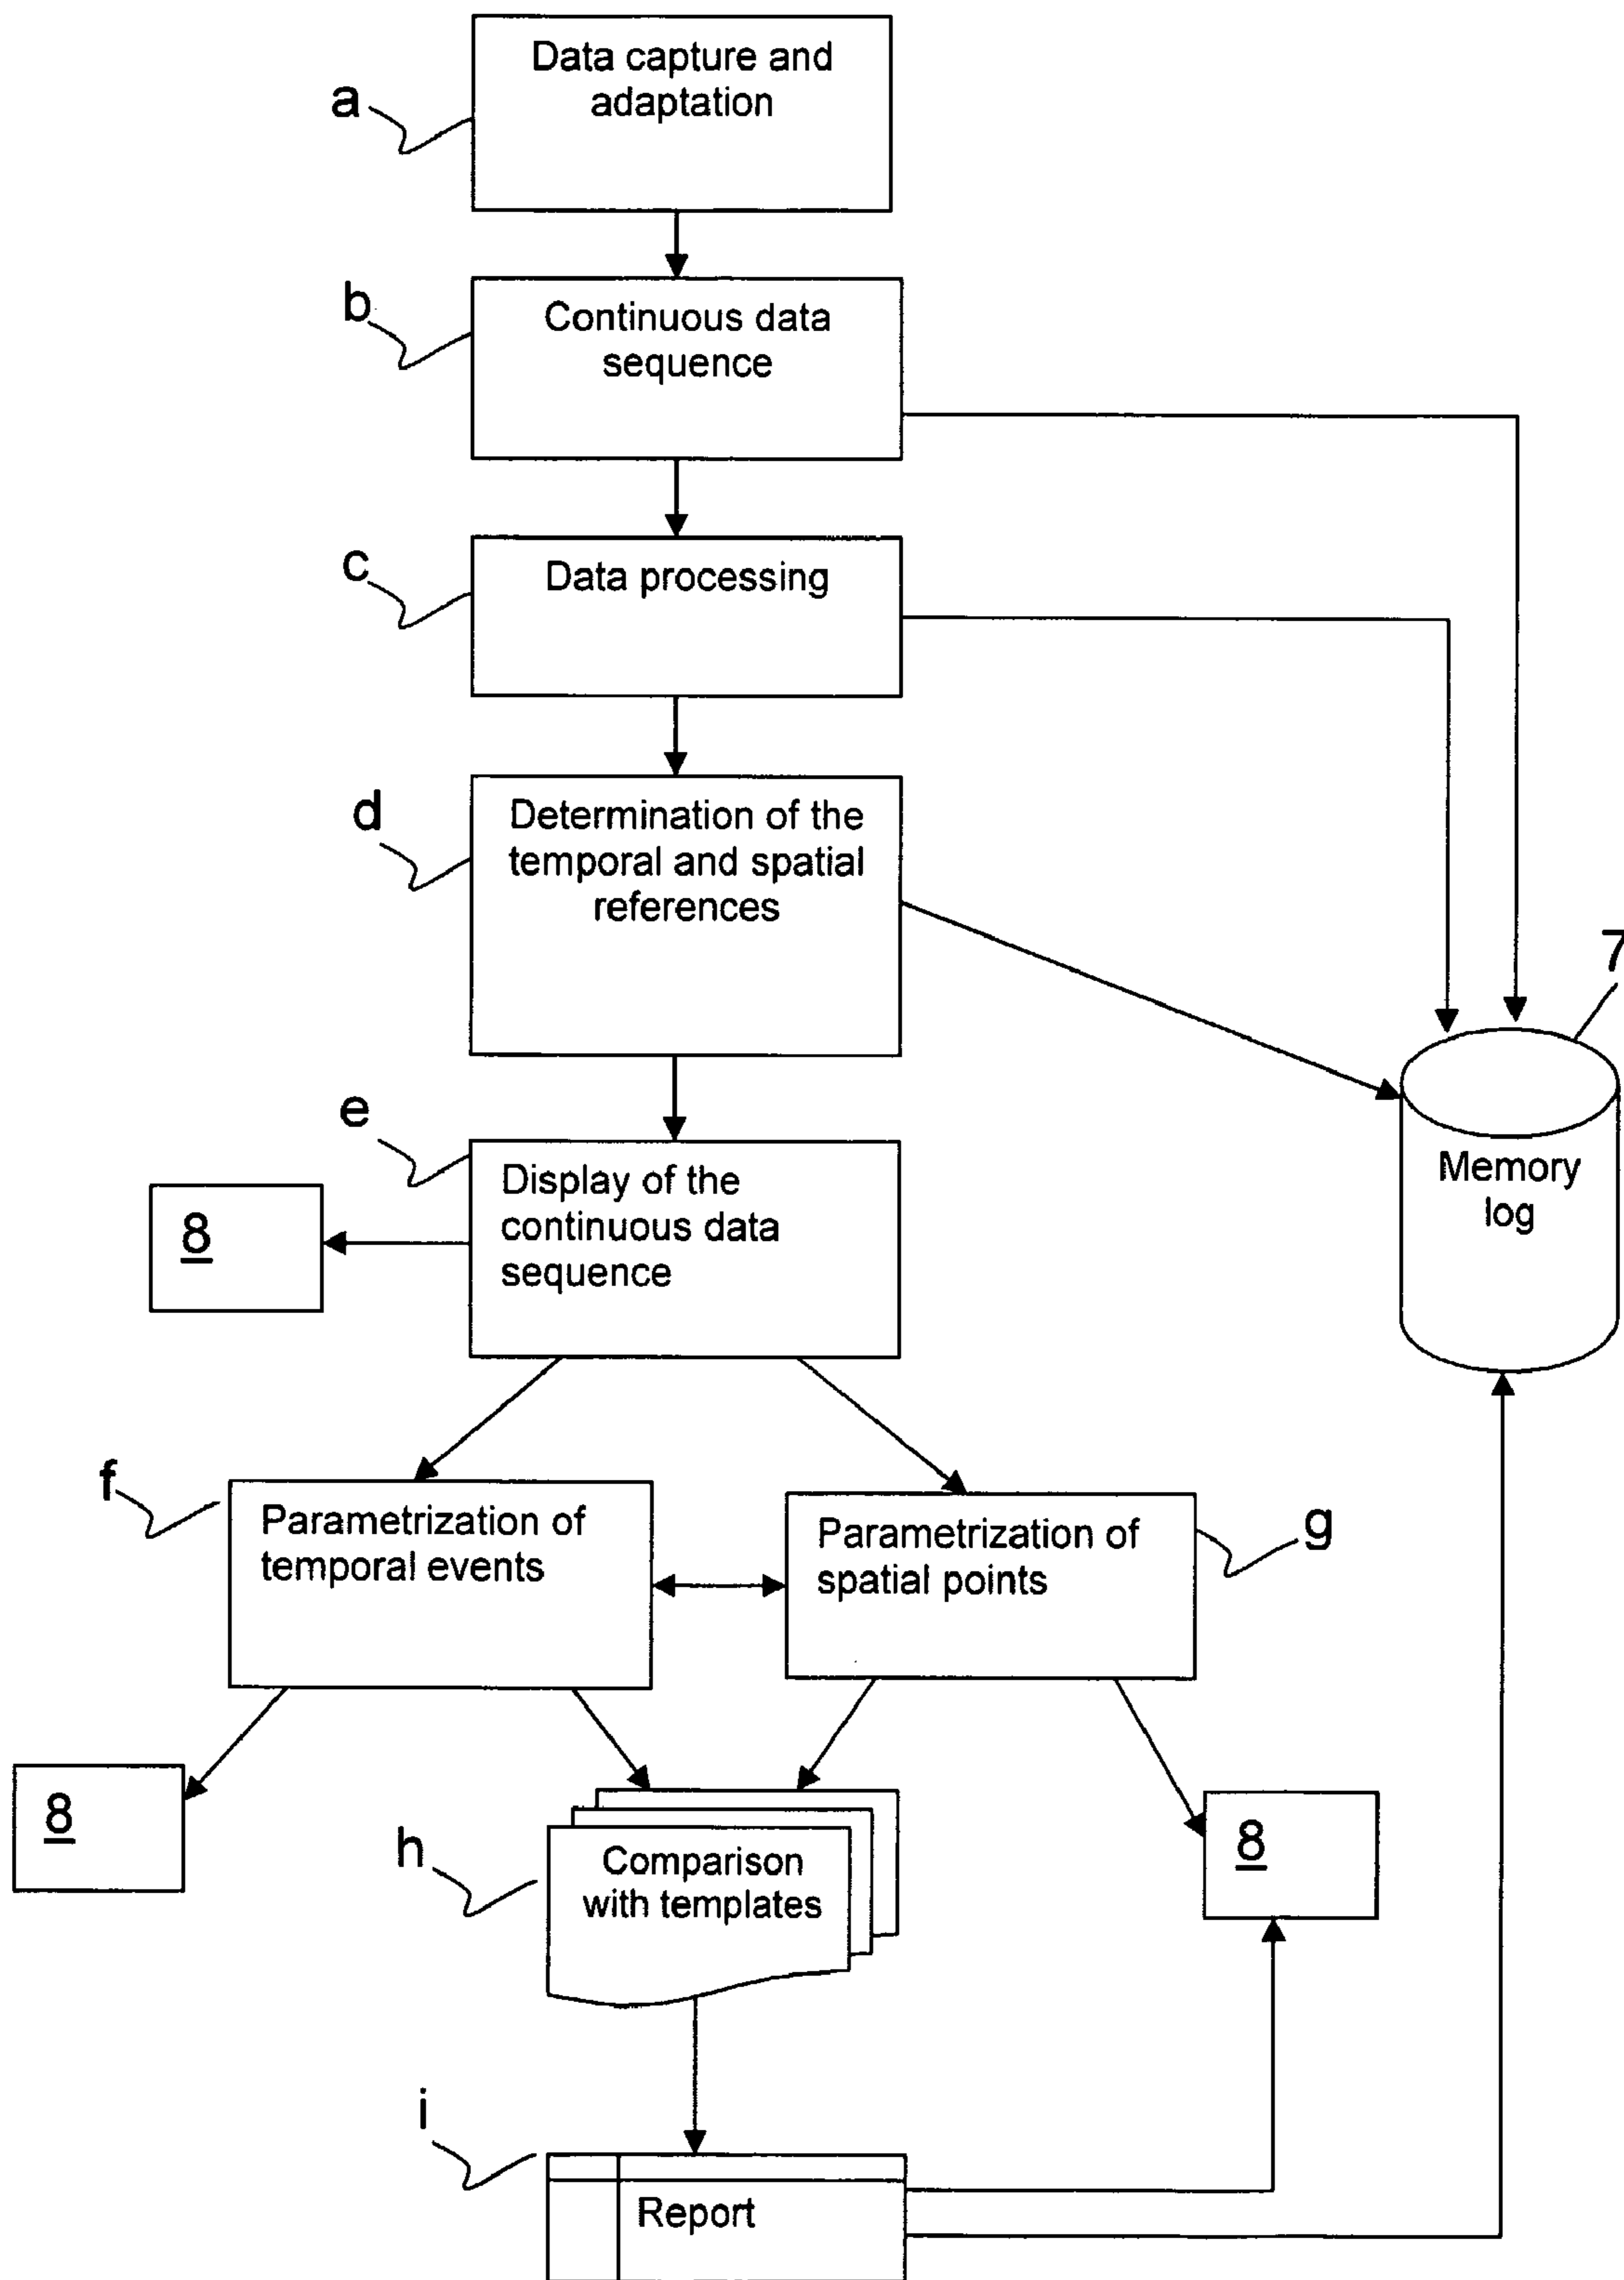 Data capture and
adaptation
a
b
Continuous data
sequence
c
Data processing
d
Determination of the
temporal and spatial
references
7
Memory
log
e
Display of the
continuous data
sequence
8
f
Parametrization of
temporal events
g
Parametrization of
spatial points
8
h
Comparison
with templates
8
i
Report